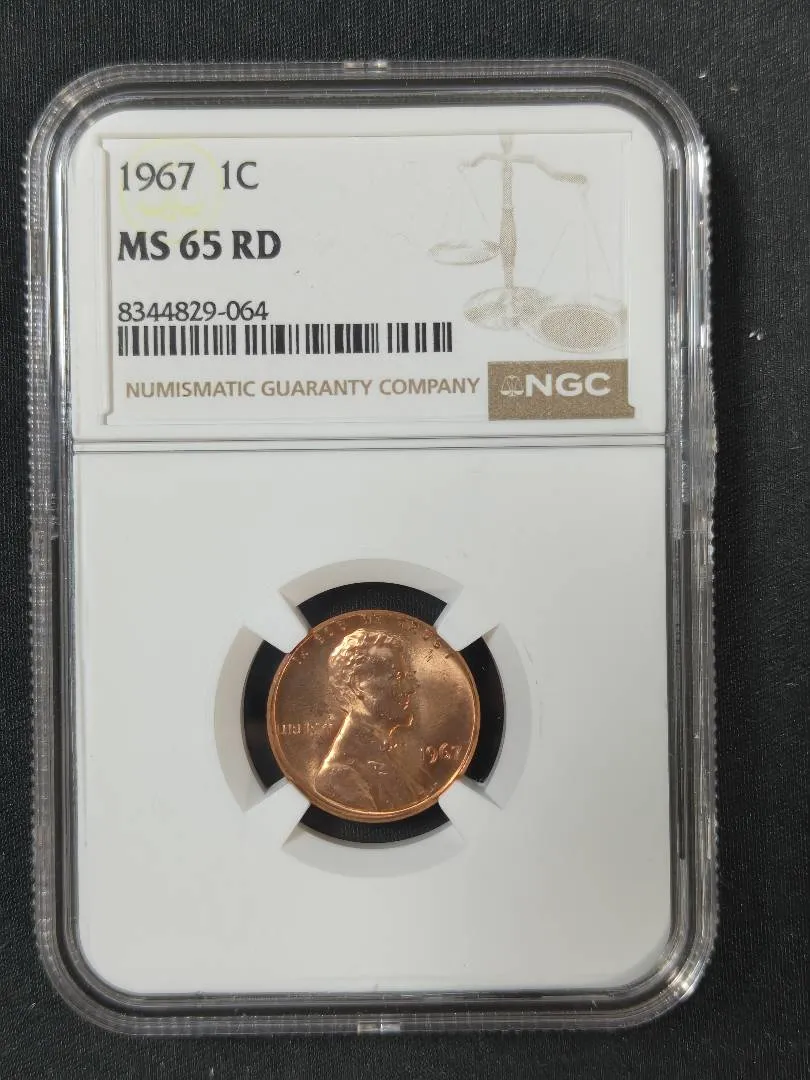 1967 1C
MS 65 RD
8344829-064
NUMISMATIC GUARANTY COMPANY NGC
LIBERTY
1967